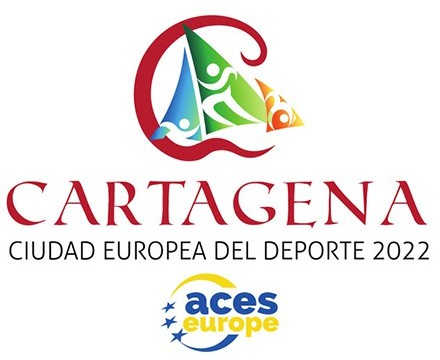 CARTAGENA
CIUDAD EUROPEA DEL DEPORTE 2022
aces
europe